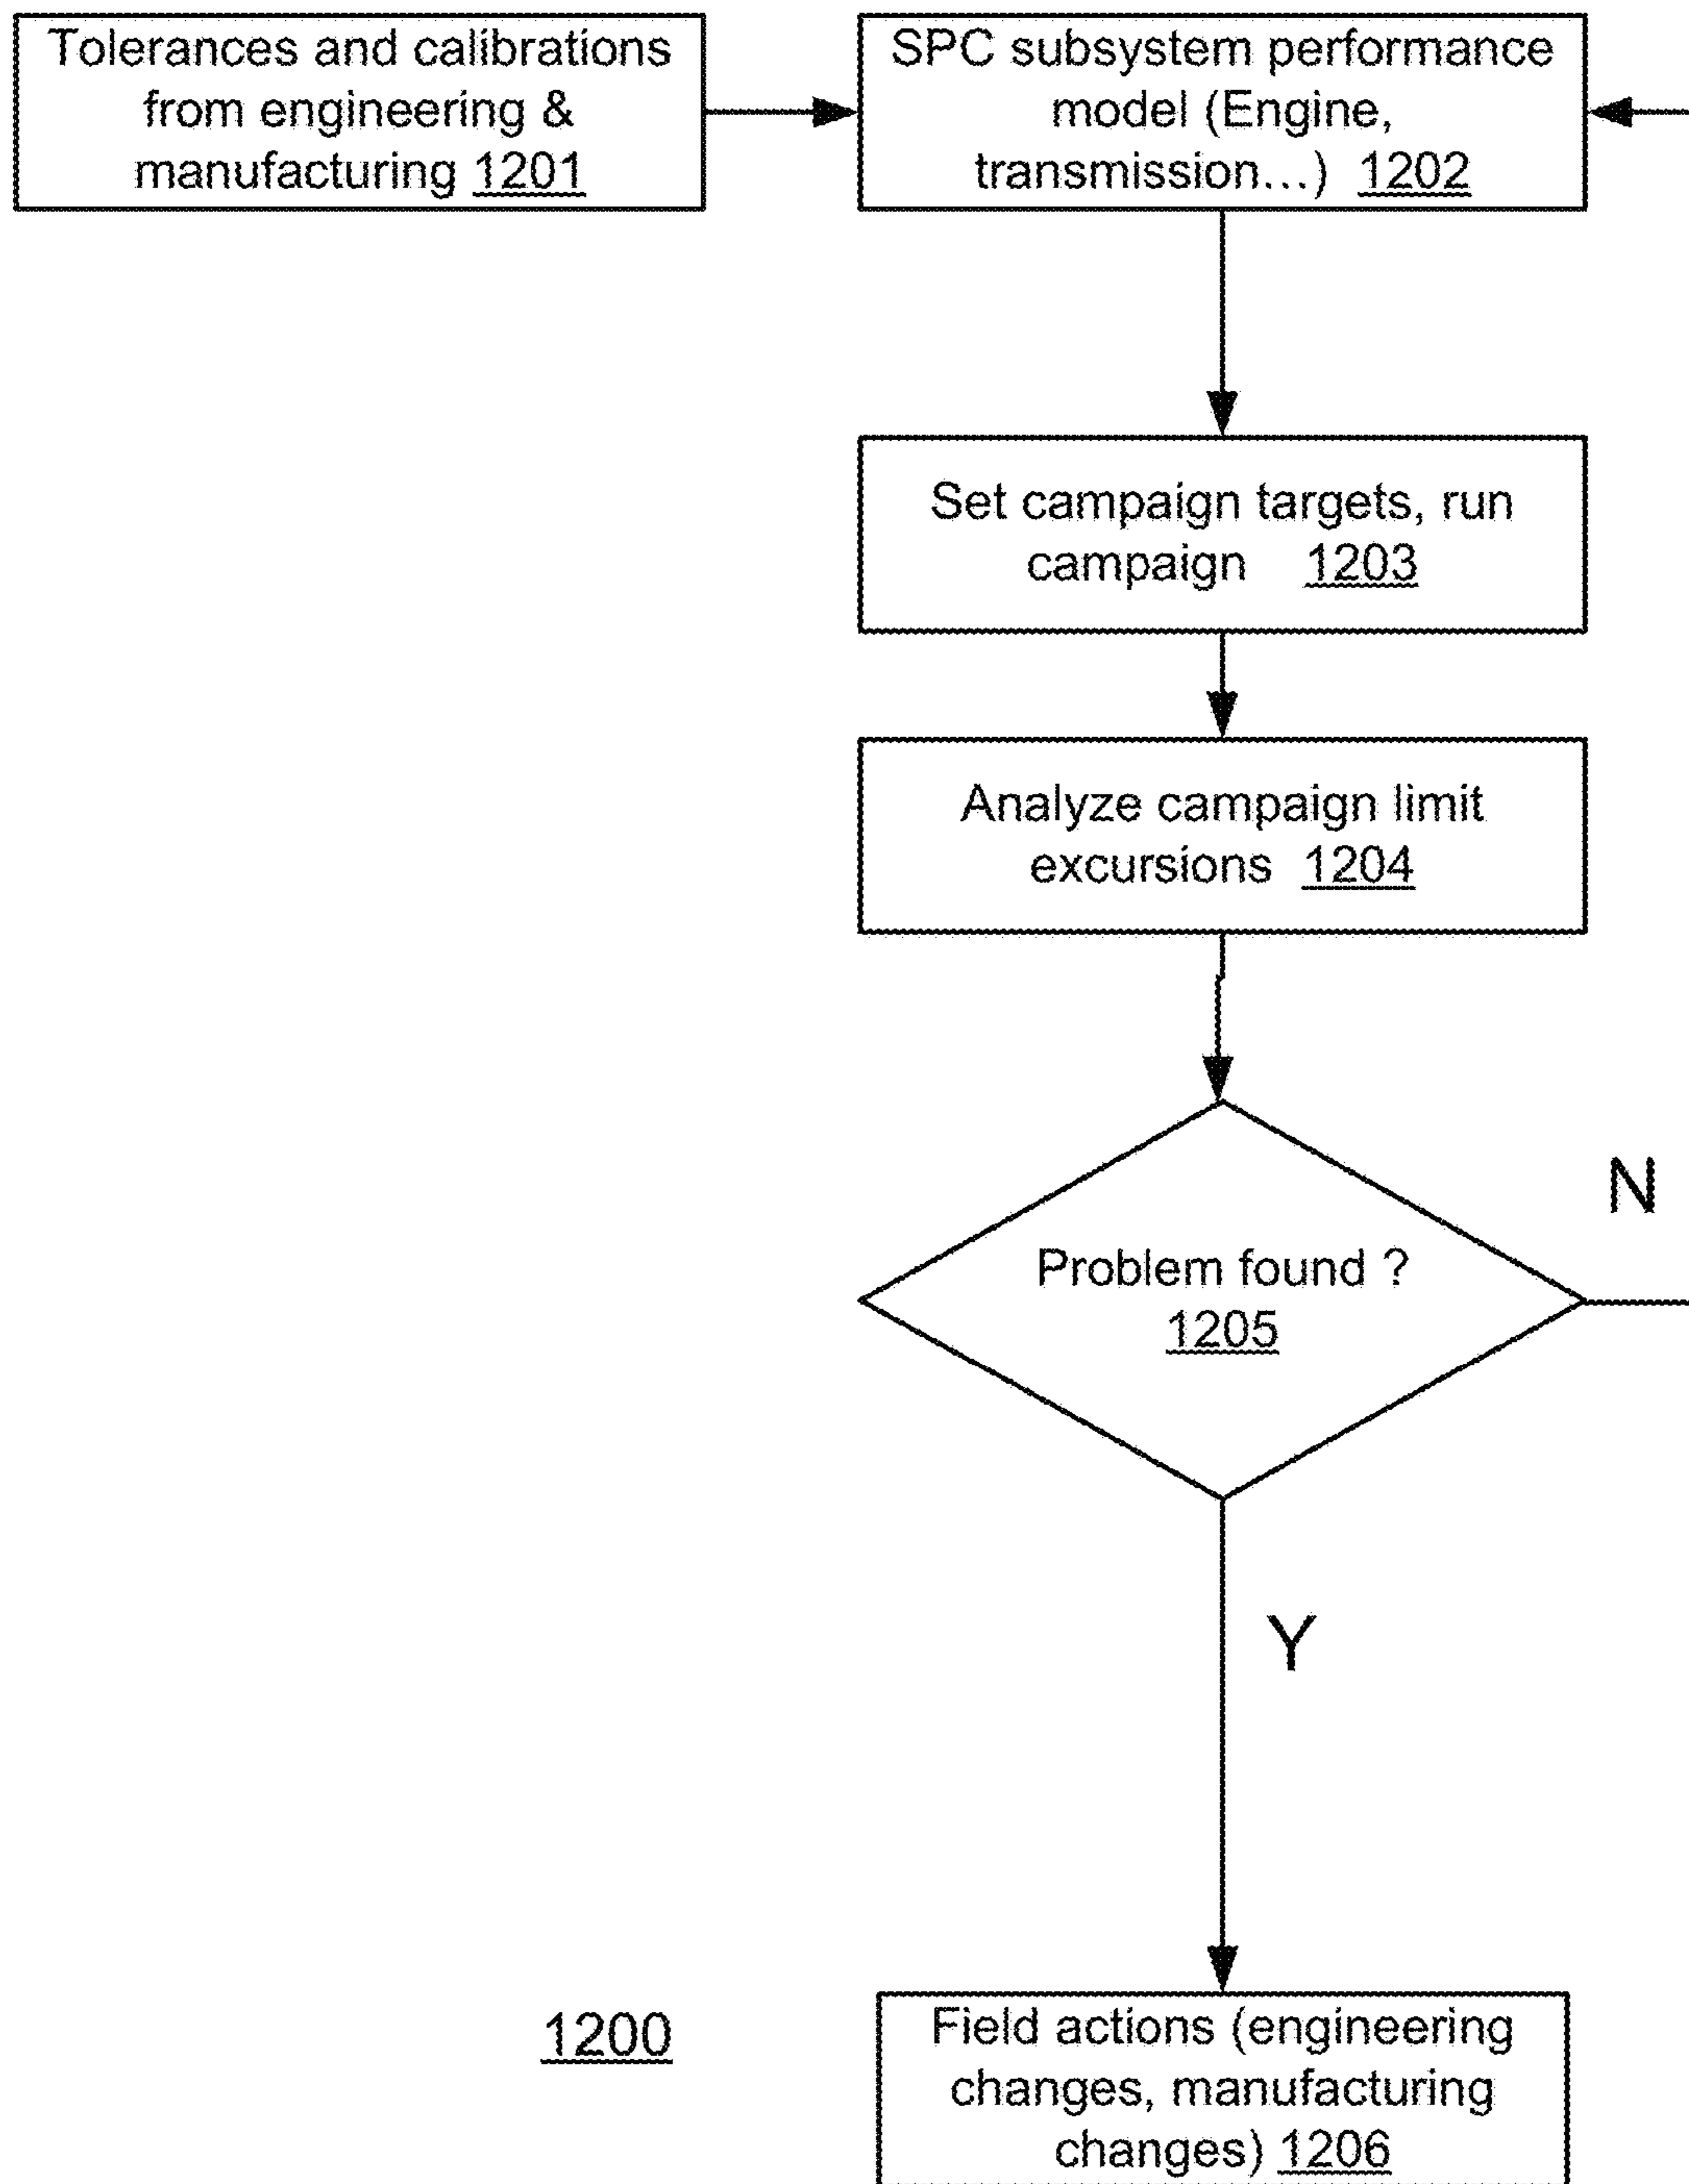 Tolerances and calibrations
from engineering &
manufacturing 1201
SPC subsystem performance
model (Engine,
transmission...) 1202
Set campaign targets, run
campaign 1203
Analyze campaign limit
excursions 1204
Problem found ?
1205
N
Y
1200
Field actions (engineering
changes, manufacturing
changes) 1206